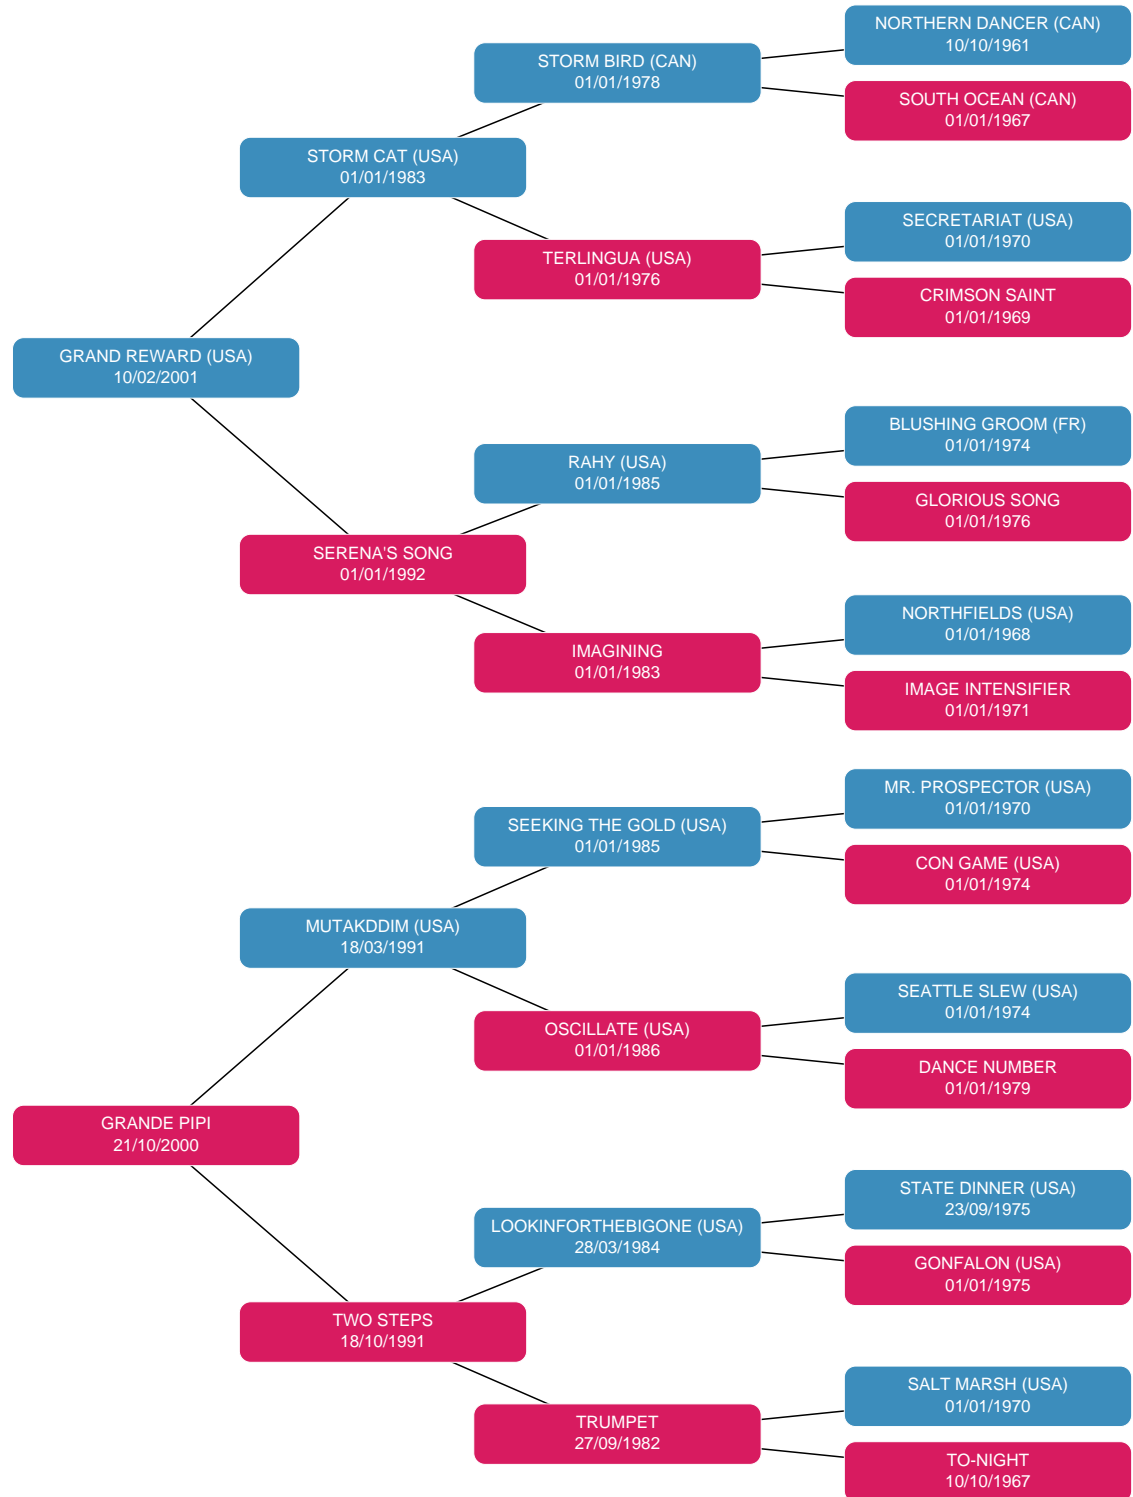 NORTHERN DANCER (CAN)
10/10/1961
STORM BIRD (CAN)
01/01/1978
SOUTH OCEAN (CAN)
01/01/1967
STORM CAT (USA)
01/01/1983
SECRETARIAT (USA)
01/01/1970
TERLINGUA (USA)
01/01/1976
CRIMSON SAINT
01/01/1969
GRAND REWARD (USA)
10/02/2001
BLUSHING GROOM (FR)
01/01/1974
RAHY (USA)
01/01/1985
GLORIOUS SONG
01/01/1976
SERENA'S SONG
01/01/1992
NORTHFIELDS (USA)
01/01/1968
IMAGINING
01/01/1983
IMAGE INTENSIFIER
01/01/1971
MR. PROSPECTOR (USA)
01/01/1970
SEEKING THE GOLD (USA)
01/01/1985
CON GAME (USA)
01/01/1974
MUTAKDDIM (USA)
18/03/1991
SEATTLE SLEW (USA)
01/01/1974
OSCILLATE (USA)
01/01/1986
DANCE NUMBER
01/01/1979
GRANDE PIPI
21/10/2000
STATE DINNER (USA)
23/09/1975
LOOKINFORTHEBIGONE (USA)
28/03/1984
GONFALON (USA)
01/01/1975
TWO STEPS
18/10/1991
SALT MARSH (USA)
01/01/1970
TRUMPET
27/09/1982
TO-NIGHT
10/10/1967